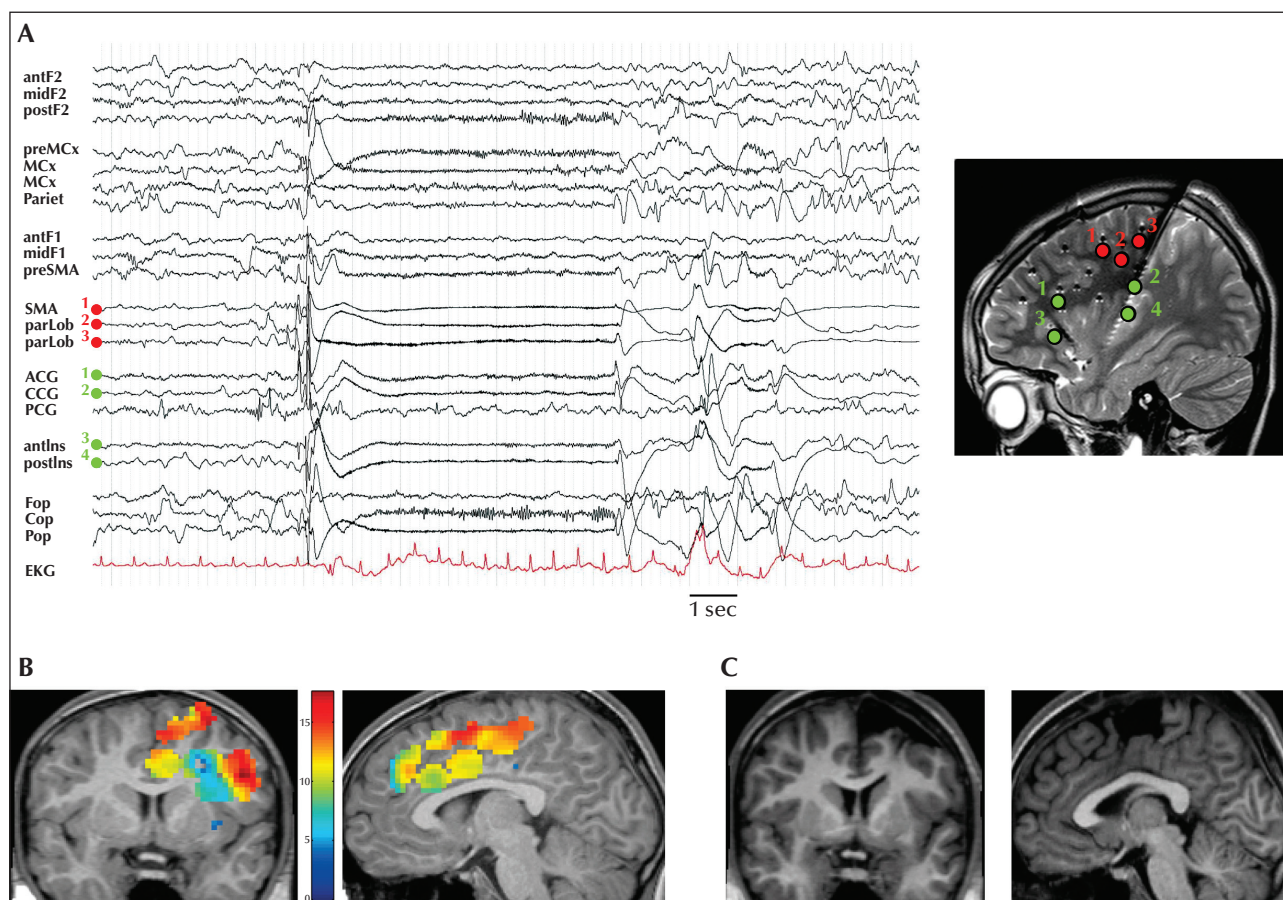 A
antF2
midF2
postF2
preMCx
MCx
MCx
Pariet
antF1
midF1
preSMA
SMA 1
parLob 2
parLob 3
ACG 1
CCG 2
PCG
antIns 3
postIns 4
Fop
Cop
Pop
EKG
1 sec
1 2 3
1 2
3 4
B
15
10
5
0
C